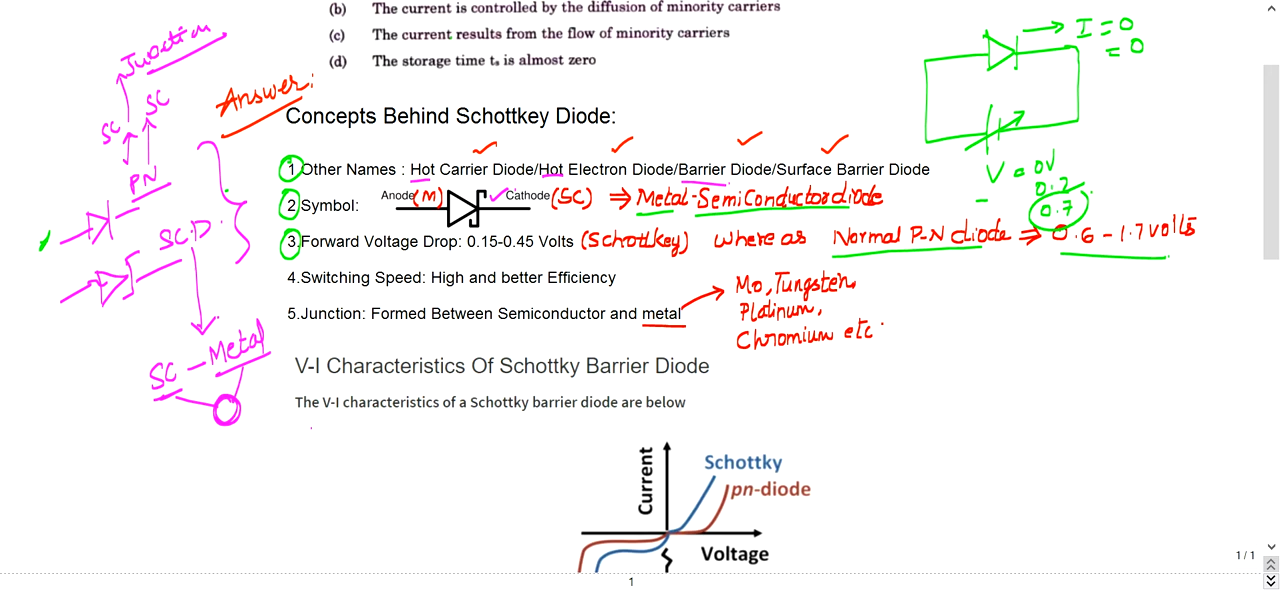 (b) The current is controlled by the diffusion of minority carriers
(c) The current results from the flow of minority carriers
(d) The storage time tₛ is almost zero
Junction
SC SC
PN
SC.D
SC - Metal
Answer:
I = 0
= 0
V = 0V
0.2
0.7
Concepts Behind Schottkey Diode:
1.Other Names : Hot Carrier Diode/Hot Electron Diode/Barrier Diode/Surface Barrier Diode
2.Symbol: Anode (M) Cathode (SC) ⇒ Metal-SemiConductor diode
3.Forward Voltage Drop: 0.15-0.45 Volts (Schottkey) where as Normal P-N diode ⇒ 0.6 - 1.7 volts
4.Switching Speed: High and better Efficiency
5.Junction: Formed Between Semiconductor and metal
Mo, Tungsten,
Platinum,
Chromium etc.
V-I Characteristics Of Schottky Barrier Diode
The V-I characteristics of a Schottky barrier diode are below
Current
Schottky
pn-diode
Voltage
1 / 1
1